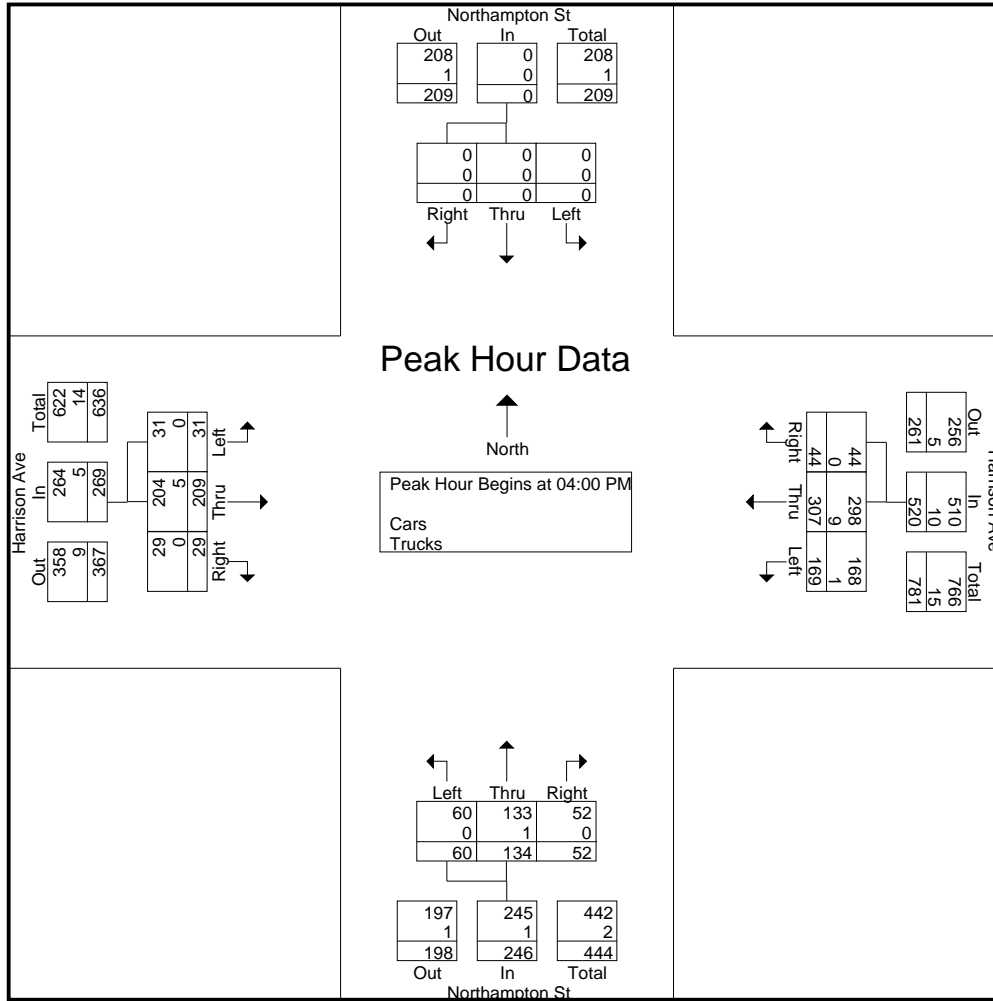 Northampton St
Out In Total
208 0 208
1 0 1
209 0 209
0 0 0
0 0 0
0 0 0
Right Thru Left
Peak Hour Data
North
Peak Hour Begins at 04:00 PM
Cars
Trucks
Harrison Ave
Out In Total
358 264 622
9 5 14
367 269 636
29 204 31
0 5 0
29 209 31
Right Thru Left
Harrison Ave
Out In Total
256 510 766
5 10 15
261 520 781
44 298 168
0 9 1
44 307 169
Right Thru Left
Left Thru Right
60 133 52
0 1 0
60 134 52
197 245 442
1 1 2
198 246 444
Out In Total
Northampton St